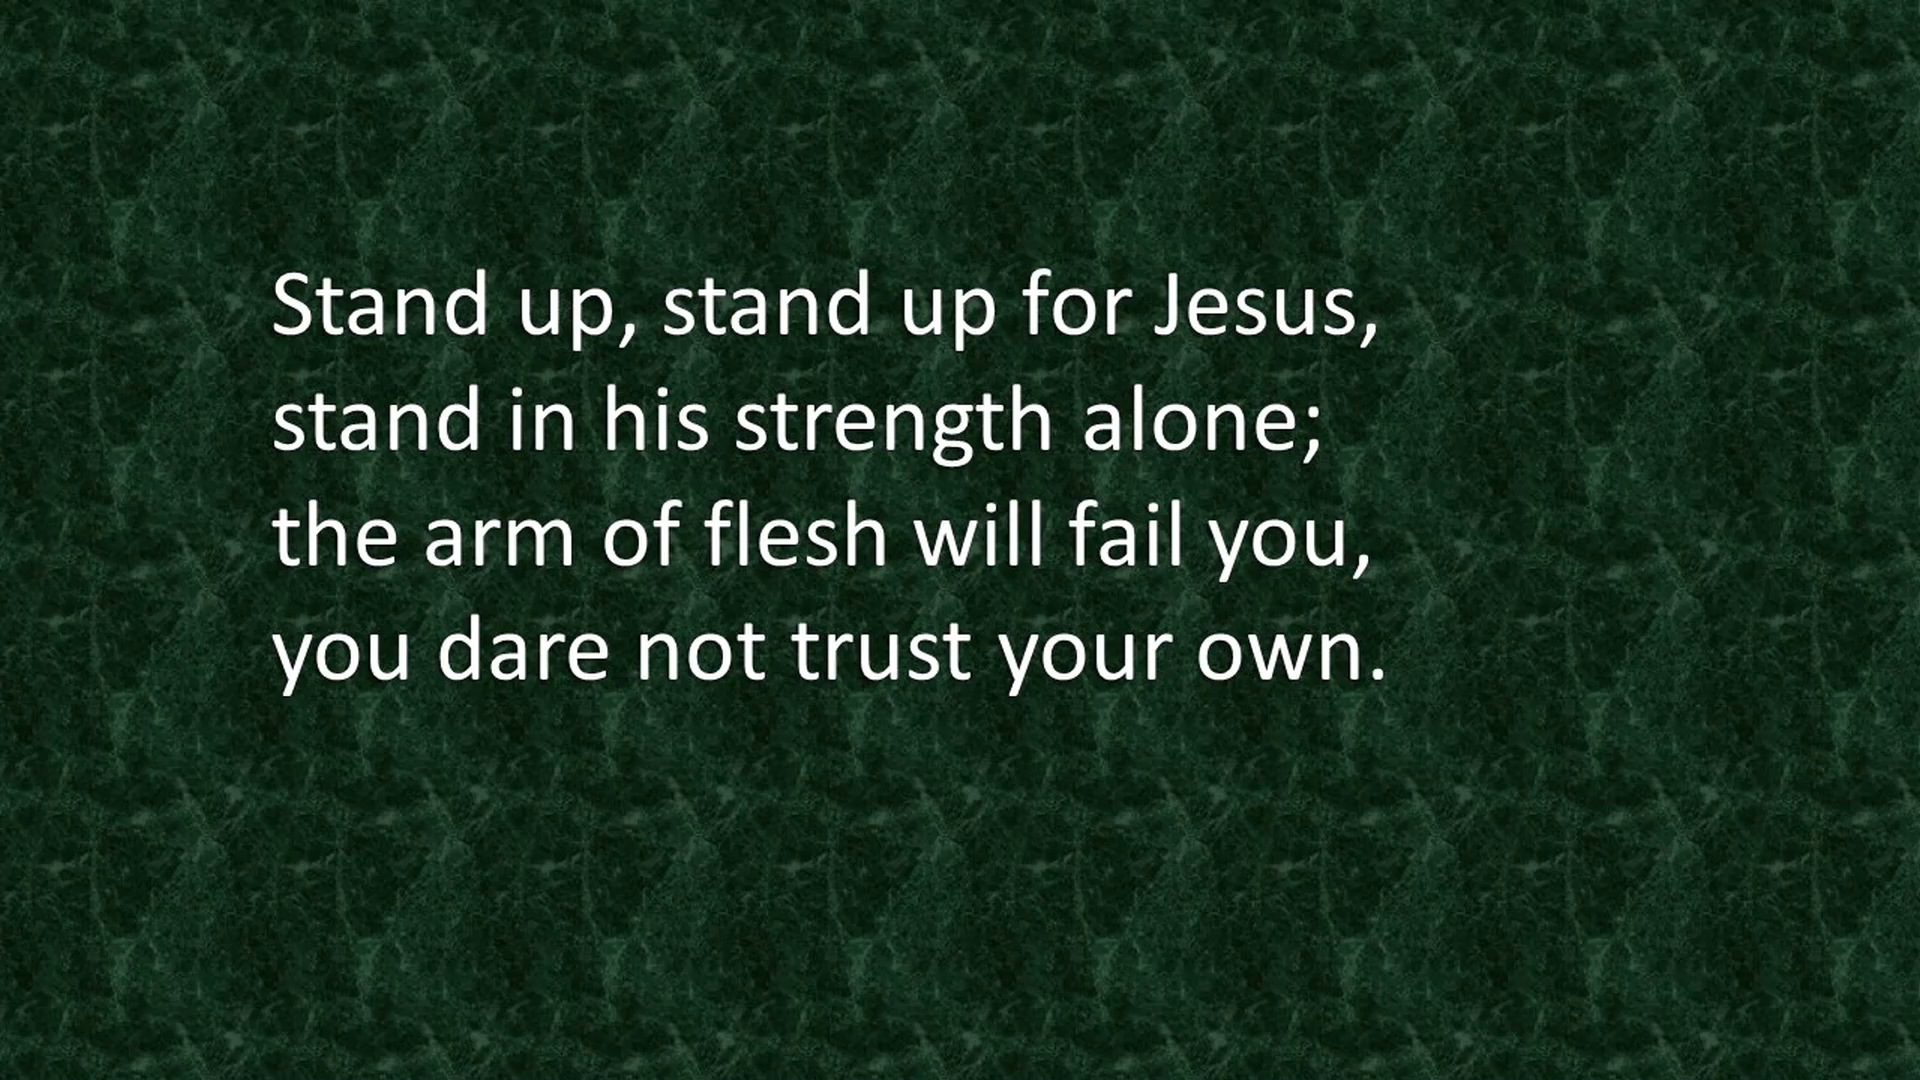 Stand up, stand up for Jesus,
stand in his strength alone;
the arm of flesh will fail you,
you dare not trust your own.